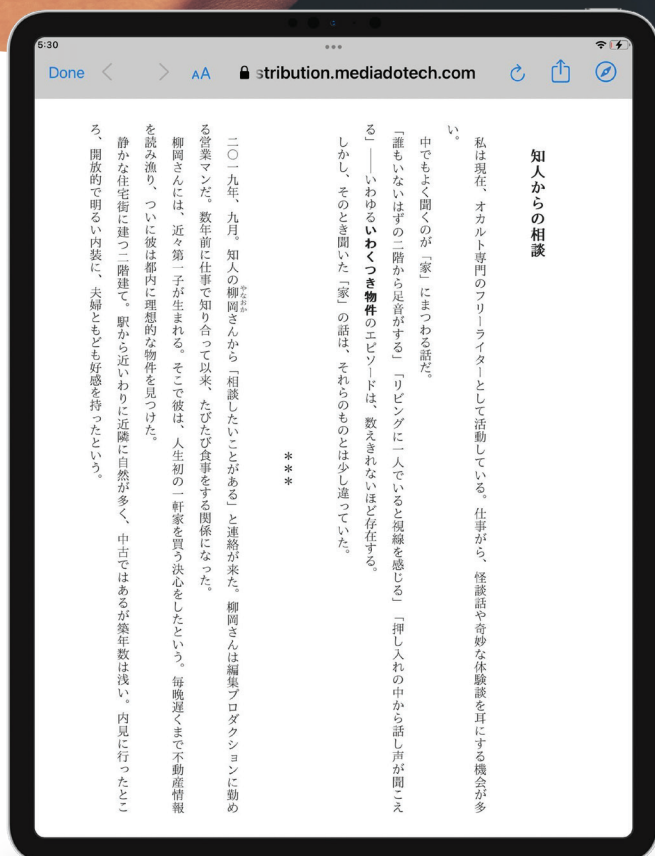 5:30
Done
AA
stribution.mediadotech.com
知人からの相談
私は現在、オカルト専門のフリーライターとして活動している。仕事がら、怪談話や奇妙な体験談を耳にする機会が多
い。
中でもよく聞くのが「家」にまつわる話だ。
「誰もいないはずの二階から足音がする」「リビングに一人でいると視線を感じる」「押し入れの中から話し声が聞こえ
る」――いわゆるいわくつき物件のエピソードは、数えきれないほど存在する。
しかし、そのとき聞いた「家」の話は、それらのものとは少し違っていた。
＊＊＊
二〇一九年、九月。知人の柳岡さんから「相談したいことがある」と連絡が来た。柳岡さんは編集プロダクションに勤め
やなおか
る営業マンだ。数年前に仕事で知り合って以来、たびたび食事をする関係になった。
柳岡さんには、近々第一子が生まれる。そこで彼は、人生初の一軒家を買う決心をしたという。毎晩遅くまで不動産情報
を読み漁り、ついに彼は都内に理想的な物件を見つけた。
静かな住宅街に建つ二階建て。駅から近いわりに近隣に自然が多く、中古ではあるが築年数は浅い。内見に行ったとこ
ろ、開放的で明るい内装に、夫婦ともども好感を持ったという。